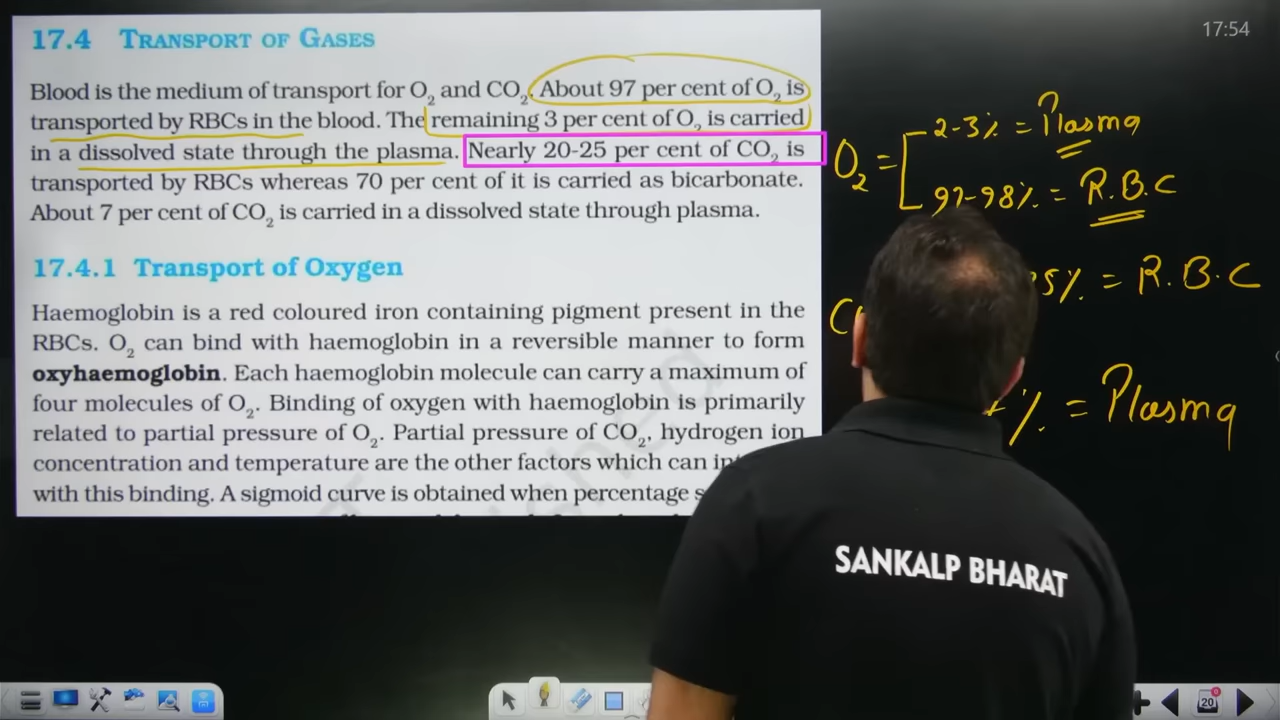 17:54
17.4 TRANSPORT OF GASES
Blood is the medium of transport for O2 and CO2. About 97 per cent of O2 is
transported by RBCs in the blood. The remaining 3 per cent of O2 is carried
in a dissolved state through the plasma. Nearly 20-25 per cent of CO2 is
transported by RBCs whereas 70 per cent of it is carried as bicarbonate.
About 7 per cent of CO2 is carried in a dissolved state through plasma.
17.4.1 Transport of Oxygen
Haemoglobin is a red coloured iron containing pigment present in the
RBCs. O2 can bind with haemoglobin in a reversible manner to form
oxyhaemoglobin. Each haemoglobin molecule can carry a maximum of
four molecules of O2. Binding of oxygen with haemoglobin is primarily
related to partial pressure of O2. Partial pressure of CO2, hydrogen ion
concentration and temperature are the other factors which can
with this binding. A sigmoid curve is obtained when percentage
O2 =
2-3% = Plasma
97-98% = R.B.C
5% = R.B.C
% = Plasma
SANKALP BHARAT
20